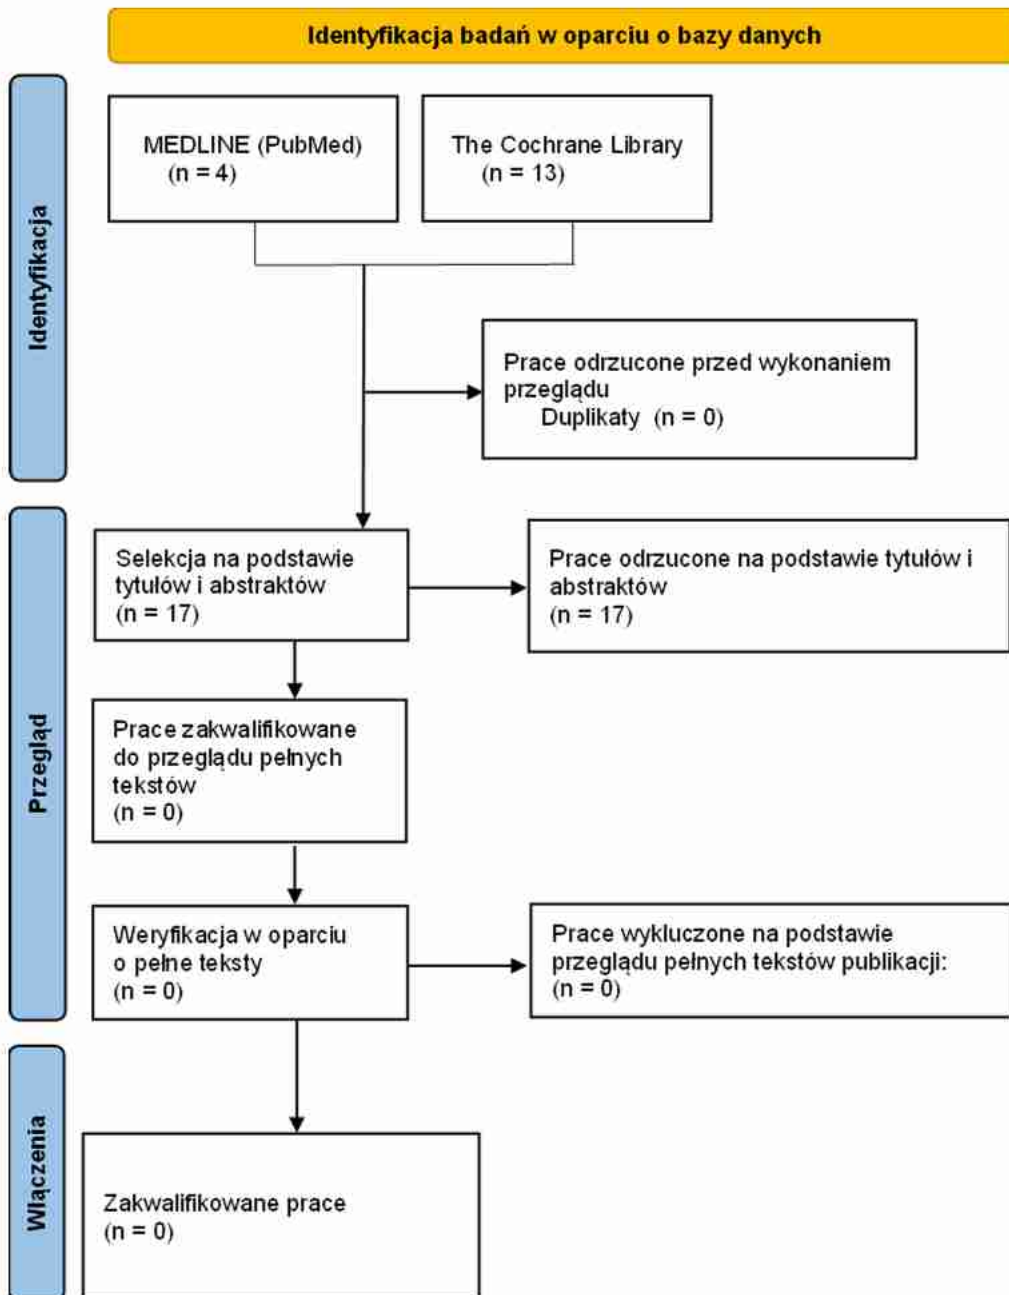 Identyfikacja badań w oparciu o bazy danych
Identyfikacja
MEDLINE (PubMed)
(n = 4)
The Cochrane Library
(n = 13)
Prace odrzucone przed wykonaniem
przeglądu
Duplikaty (n = 0)
Przegląd
Selekcja na podstawie
tytułów i abstraktów
(n = 17)
Prace odrzucone na podstawie tytułów i
abstraktów
(n = 17)
Prace zakwalifikowane
do przeglądu pełnych
tekstów
(n = 0)
Weryfikacja w oparciu
o pełne teksty
(n = 0)
Prace wykluczone na podstawie
przeglądu pełnych tekstów publikacji:
(n = 0)
Włączenia
Zakwalifikowane prace
(n = 0)